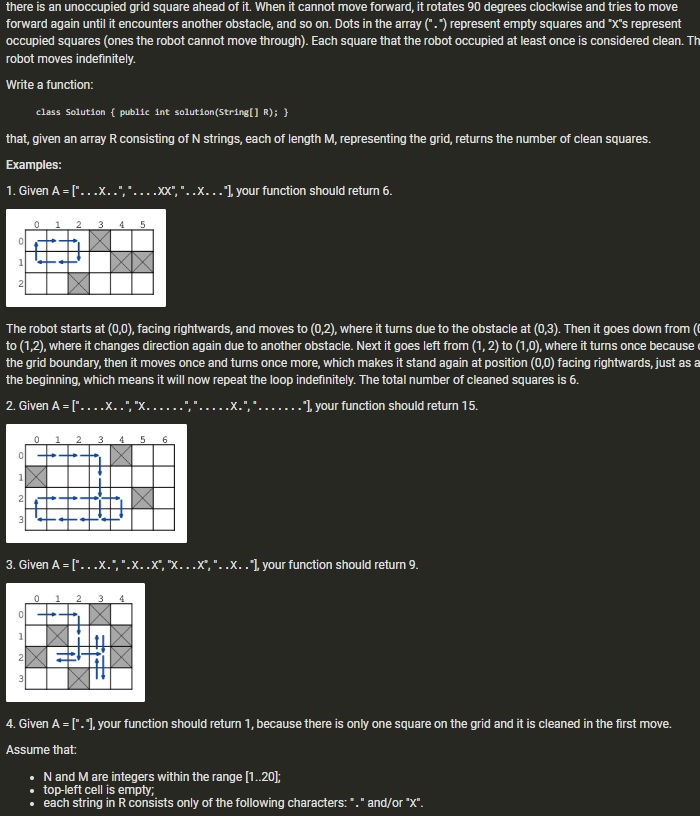 there is an unoccupied grid square ahead of it. When it cannot move forward, it rotates 90 degrees clockwise and tries to move
forward again until it encounters another obstacle, and so on. Dots in the array (".") represent empty squares and "X"s represent
occupied squares (ones the robot cannot move through). Each square that the robot occupied at least once is considered clean. Th
robot moves indefinitely.
Write a function:
class Solution { public int solution(String[] R); }
that, given an array R consisting of N strings, each of length M, representing the grid, returns the number of clean squares.
Examples:
1. Given A = ["...X..", "....XX", "..X..."], your function should return 6.
0 1 2 3 4 5
0
1
2
The robot starts at (0,0), facing rightwards, and moves to (0,2), where it turns due to the obstacle at (0,3). Then it goes down from (
to (1,2), where it changes direction again due to another obstacle. Next it goes left from (1, 2) to (1,0), where it turns once because
the grid boundary, then it moves once and turns once more, which makes it stand again at position (0,0) facing rightwards, just as a
the beginning, which means it will now repeat the loop indefinitely. The total number of cleaned squares is 6.
2. Given A = ["....X..", "X......", ".....X.", "......."], your function should return 15.
0 1 2 3 4 5 6
0
1
2
3
3. Given A = ["...X.", ".X..X", "X...X", "..X.."], your function should return 9.
0 1 2 3 4
0
1
2
3
4. Given A = ["."], your function should return 1, because there is only one square on the grid and it is cleaned in the first move.
Assume that:
• N and M are integers within the range [1..20];
• top-left cell is empty;
• each string in R consists only of the following characters: "." and/or "X".